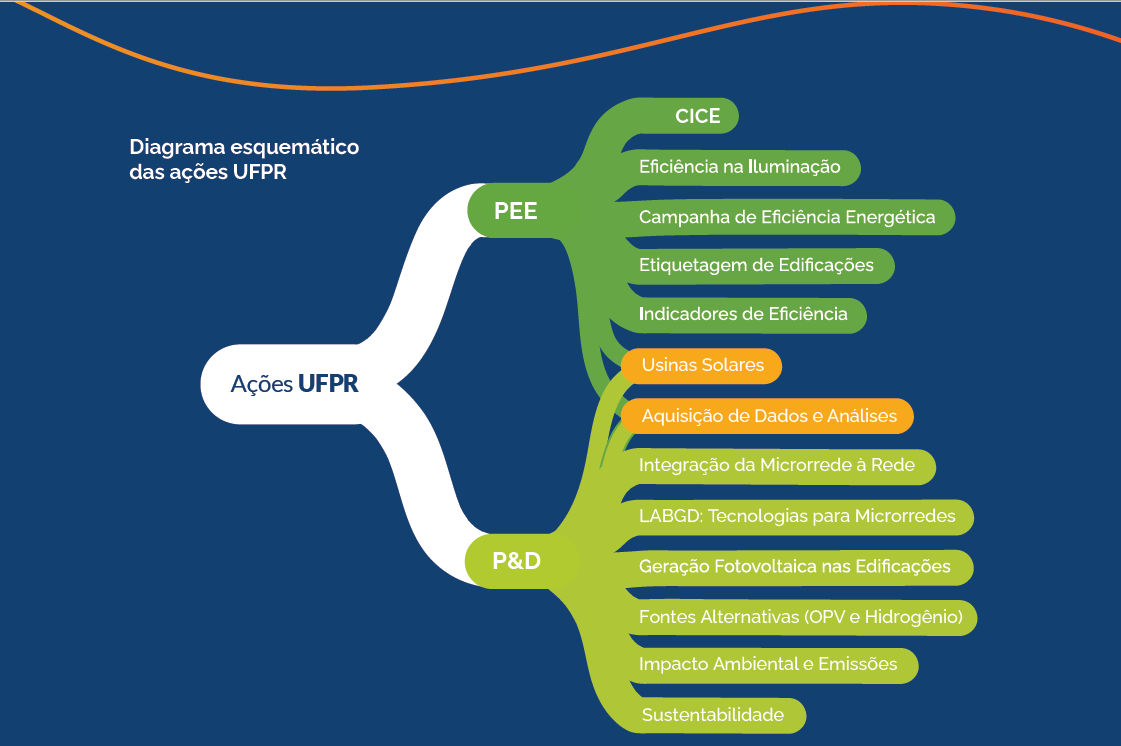 Diagrama esquemático
das ações UFPR
CICE
Eficiência na Iluminação
PEE
Campanha de Eficiência Energética
Etiquetagem de Edificações
Indicadores de Eficiência
Usinas Solares
Ações UFPR
Aquisição de Dados e Análises
Integração da Microrrede à Rede
LABGD: Tecnologias para Microrredes
P&D
Geração Fotovoltaica nas Edificações
Fontes Alternativas (OPV e Hidrogênio)
Impacto Ambiental e Emissões
Sustentabilidade